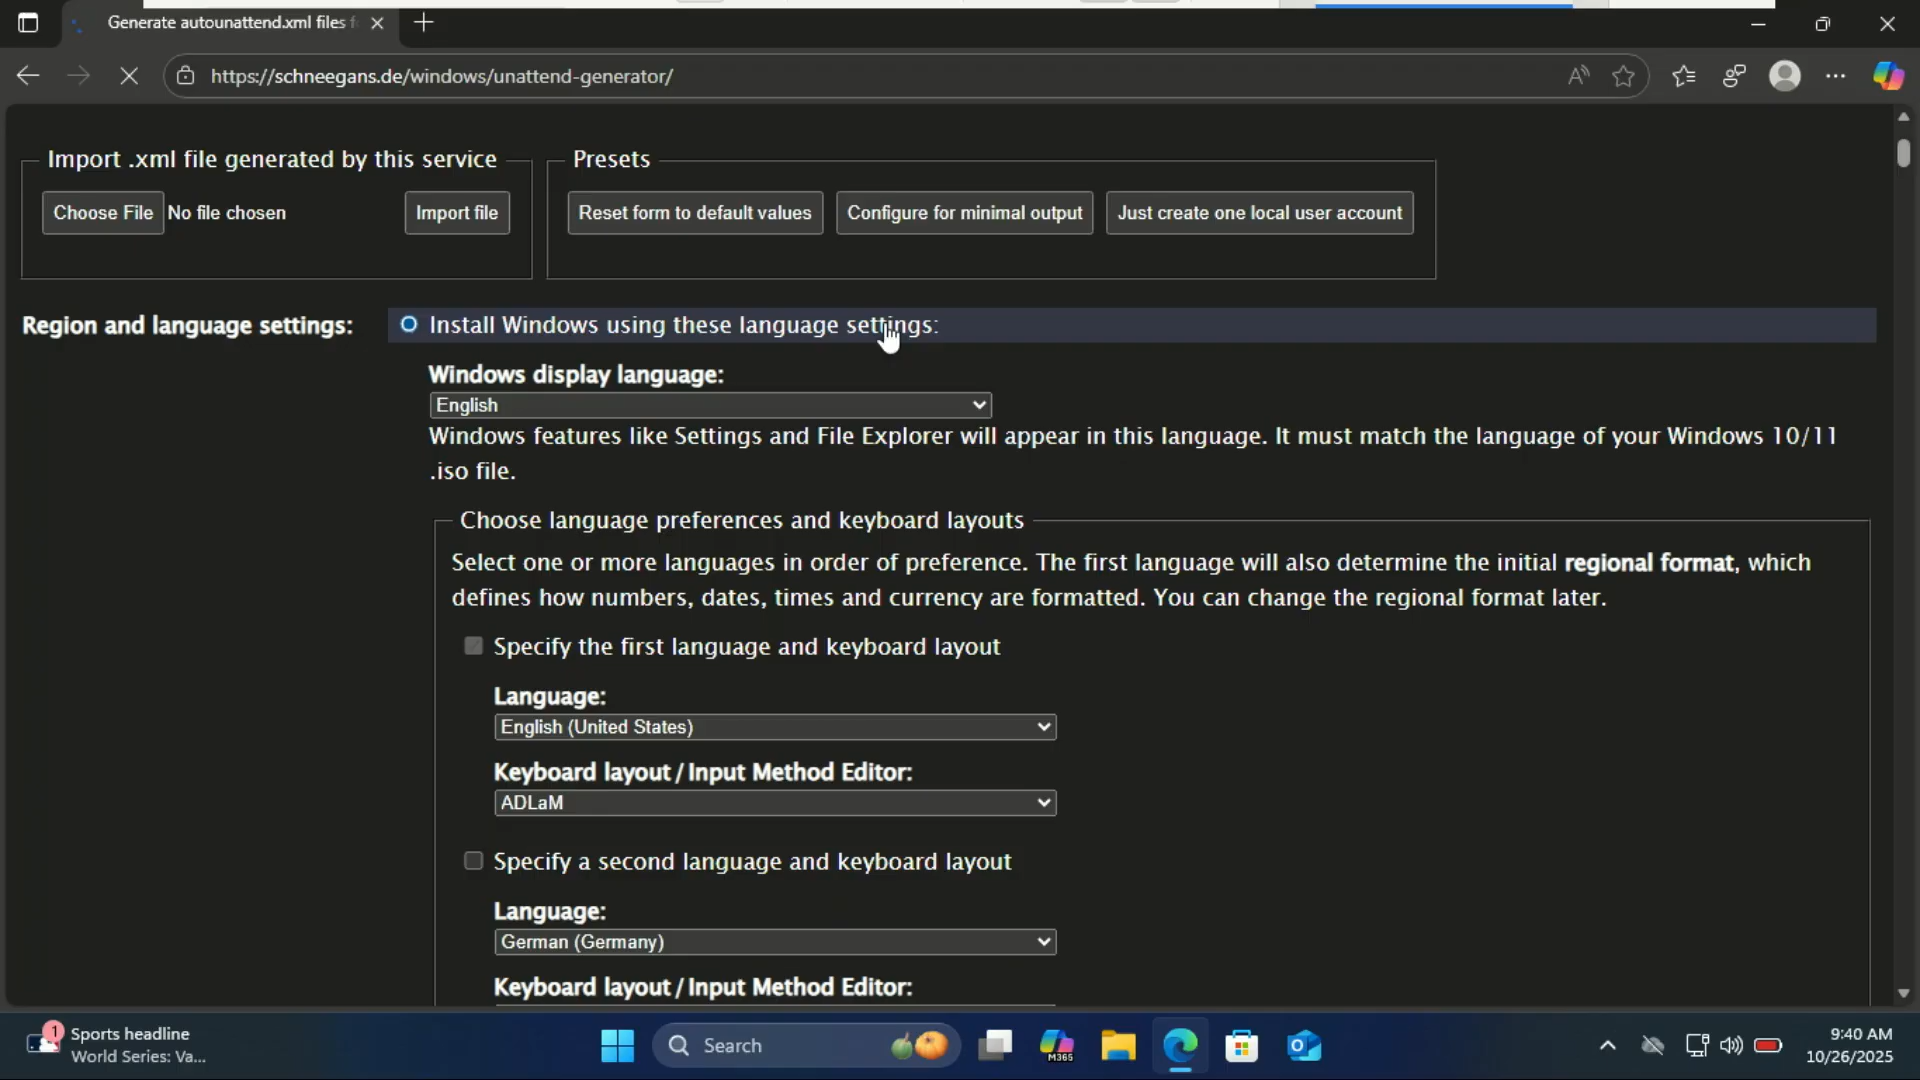 Generate autounattend.xml files f
https://schneegans.de/windows/unattend-generator/
Import .xml file generated by this service
Presets
Choose File No file chosen
Import file
Reset form to default values
Configure for minimal output
Just create one local user account
Region and language settings:
Install Windows using these language settings:
Windows display language:
English
Windows features like Settings and File Explorer will appear in this language. It must match the language of your Windows 10/11
.iso file.
Choose language preferences and keyboard layouts
Select one or more languages in order of preference. The first language will also determine the initial regional format, which
defines how numbers, dates, times and currency are formatted. You can change the regional format later.
Specify the first language and keyboard layout
Language:
English (United States)
Keyboard layout / Input Method Editor:
ADLaM
Specify a second language and keyboard layout
Language:
German (Germany)
Keyboard layout / Input Method Editor:
1
Sports headline
World Series: Va...
Search
M365
9:40 AM
10/26/2025